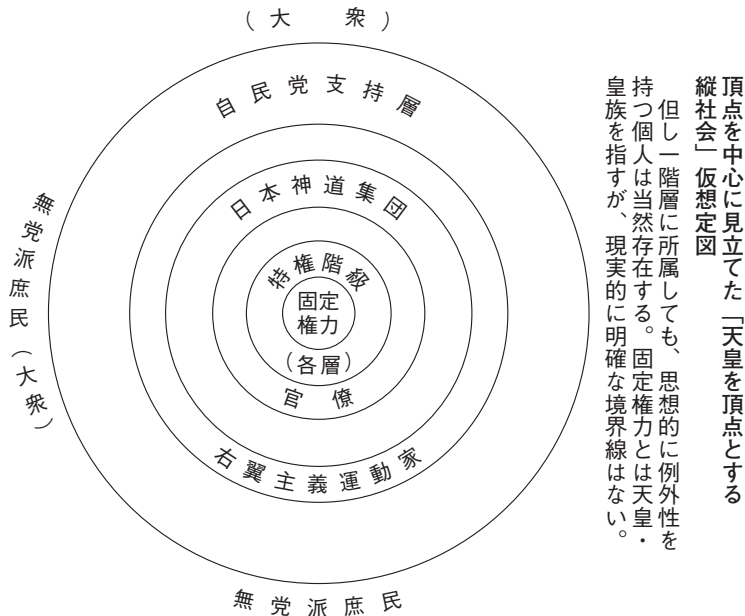 頂点を中心に見立てた「天皇を頂点とする
縦社会」仮想定図
但し一階層に所属しても、思想的に例外性を
持つ個人は当然存在する。固定権力とは天皇・
皇族を指すが、現実的に明確な境界線はない。
(大衆)
自民党支持層
日本神道集団
特権階級
固定
権力
(各層)
官僚
右翼主義運動家
無党派庶民(大衆)
無党派庶民